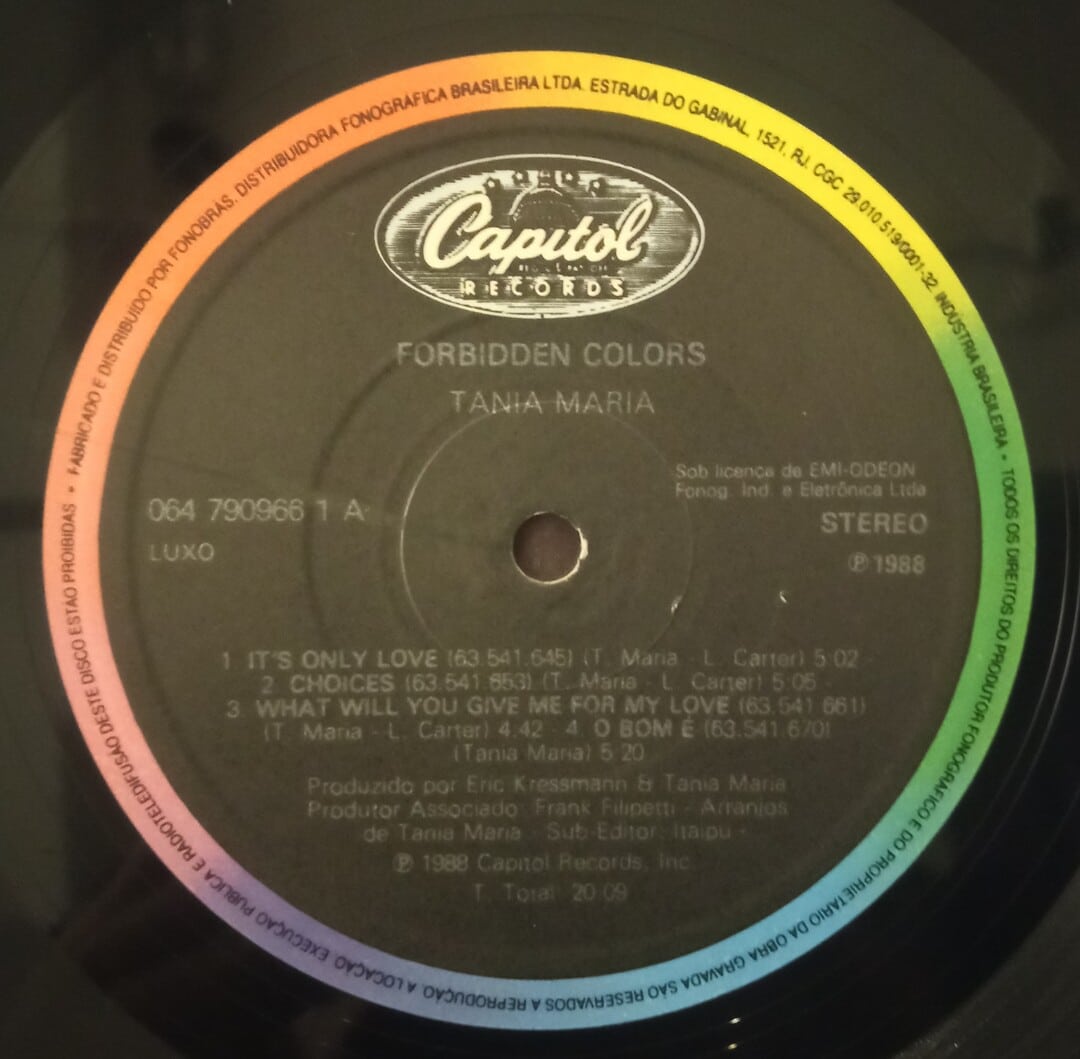 FABRICADO E DISTRIBUIDO POR FONOBRÁS. DISTRIBUIDORA FONOGRÁFICA BRASILEIRA LTDA. ESTRADA DO GABINAL, 1521, RJ. CGC 29.010.519/0001-32. INDÚSTRIA BRASILEIRA • TODOS OS DIREITOS DO PRODUTOR FONOGRÁFICO E DO PROPRIETÁRIO DA OBRA GRAVADA SÃO RESERVADOS A REPRODUÇÃO, A LOCAÇÃO, EXECUÇÃO PÚBLICA E RADIOTELEDIFUSÃO DESTE DISCO ESTÃO PROIBIDAS •
Capitol
RECORDS
FORBIDDEN COLORS
TANIA MARIA
Sob licença de EMI-ODEON
Fonog. Ind. e Eletrônica Ltda
064 790966 1 A
STEREO
LUXO
℗ 1988
1 IT'S ONLY LOVE (63.541.645) (T. Maria - L. Carter) 5:02 -
2. CHOICES (63.541.653) (T. Maria - L. Carter) 5:05 -
3. WHAT WILL YOU GIVE ME FOR MY LOVE (63.541.661)
(T. Maria - L. Carter) 4:42 - 4. O BOM É (63.541.670)
(Tania Maria) 5:20
Produzido por Eric Kressmann & Tania Maria
Produtor Associado: Frank Filipetti - Arranjos
de Tania Maria - Sub-Editor: Itaipu -
℗ 1988 Capitol Records, Inc.
T. Total: 20:09